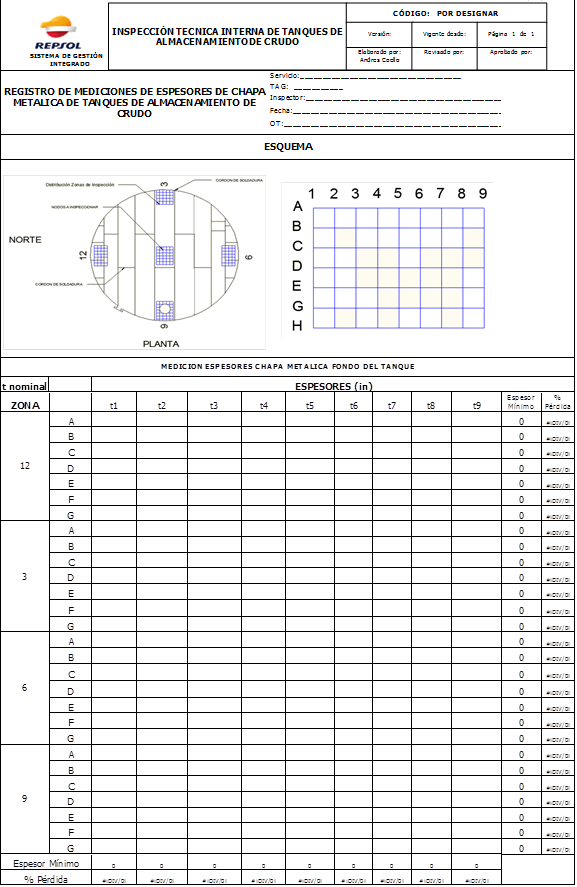 REPSOL
SISTEMA DE GESTIÓN
INTEGRADO
INSPECCIÓN TECNICA INTERNA DE TANQUES DE
ALMACENAMIENTO DE CRUDO
CÓDIGO: POR DESIGNAR
Versión: Vigente desde: Página 1 de 1
Elaborado por: Revisado por: Aprobado por:
Andres Coello
REGISTRO DE MEDICIONES DE ESPESORES DE CHAPA
METALICA DE TANQUES DE ALMACENAMIENTO DE
CRUDO
Servicio:
TAG:
Inspector:
Fecha:
OT:
ESQUEMA
Distribución Zonas de Inspección
CORDON DE SOLDADURA
NODOS A INSPECCIONAR
NORTE
3
12
6
9
CORDON DE SOLDADURA
PLANTA
1 2 3 4 5 6 7 8 9
A
B
C
D
E
G
H
MEDICION ESPESORES CHAPA METALICA FONDO DEL TANQUE
t nominal ESPESORES (in)
ZONA t1 t2 t3 t4 t5 t6 t7 t8 t9 Espesor Mínimo % Pérdida
12
A 0 #¡DIV/0!
B 0 #¡DIV/0!
C 0 #¡DIV/0!
D 0 #¡DIV/0!
E 0 #¡DIV/0!
F 0 #¡DIV/0!
G 0 #¡DIV/0!
3
A 0 #¡DIV/0!
B 0 #¡DIV/0!
C 0 #¡DIV/0!
D 0 #¡DIV/0!
E 0 #¡DIV/0!
F 0 #¡DIV/0!
G 0 #¡DIV/0!
6
A 0 #¡DIV/0!
B 0 #¡DIV/0!
C 0 #¡DIV/0!
D 0 #¡DIV/0!
E 0 #¡DIV/0!
F 0 #¡DIV/0!
G 0 #¡DIV/0!
9
A 0 #¡DIV/0!
B 0 #¡DIV/0!
C 0 #¡DIV/0!
D 0 #¡DIV/0!
E 0 #¡DIV/0!
F 0 #¡DIV/0!
G 0 #¡DIV/0!
Espesor Mínimo 0 0 0 0 0 0 0 0 0
% Pérdida #¡DIV/0! #¡DIV/0! #¡DIV/0! #¡DIV/0! #¡DIV/0! #¡DIV/0! #¡DIV/0! #¡DIV/0! #¡DIV/0!